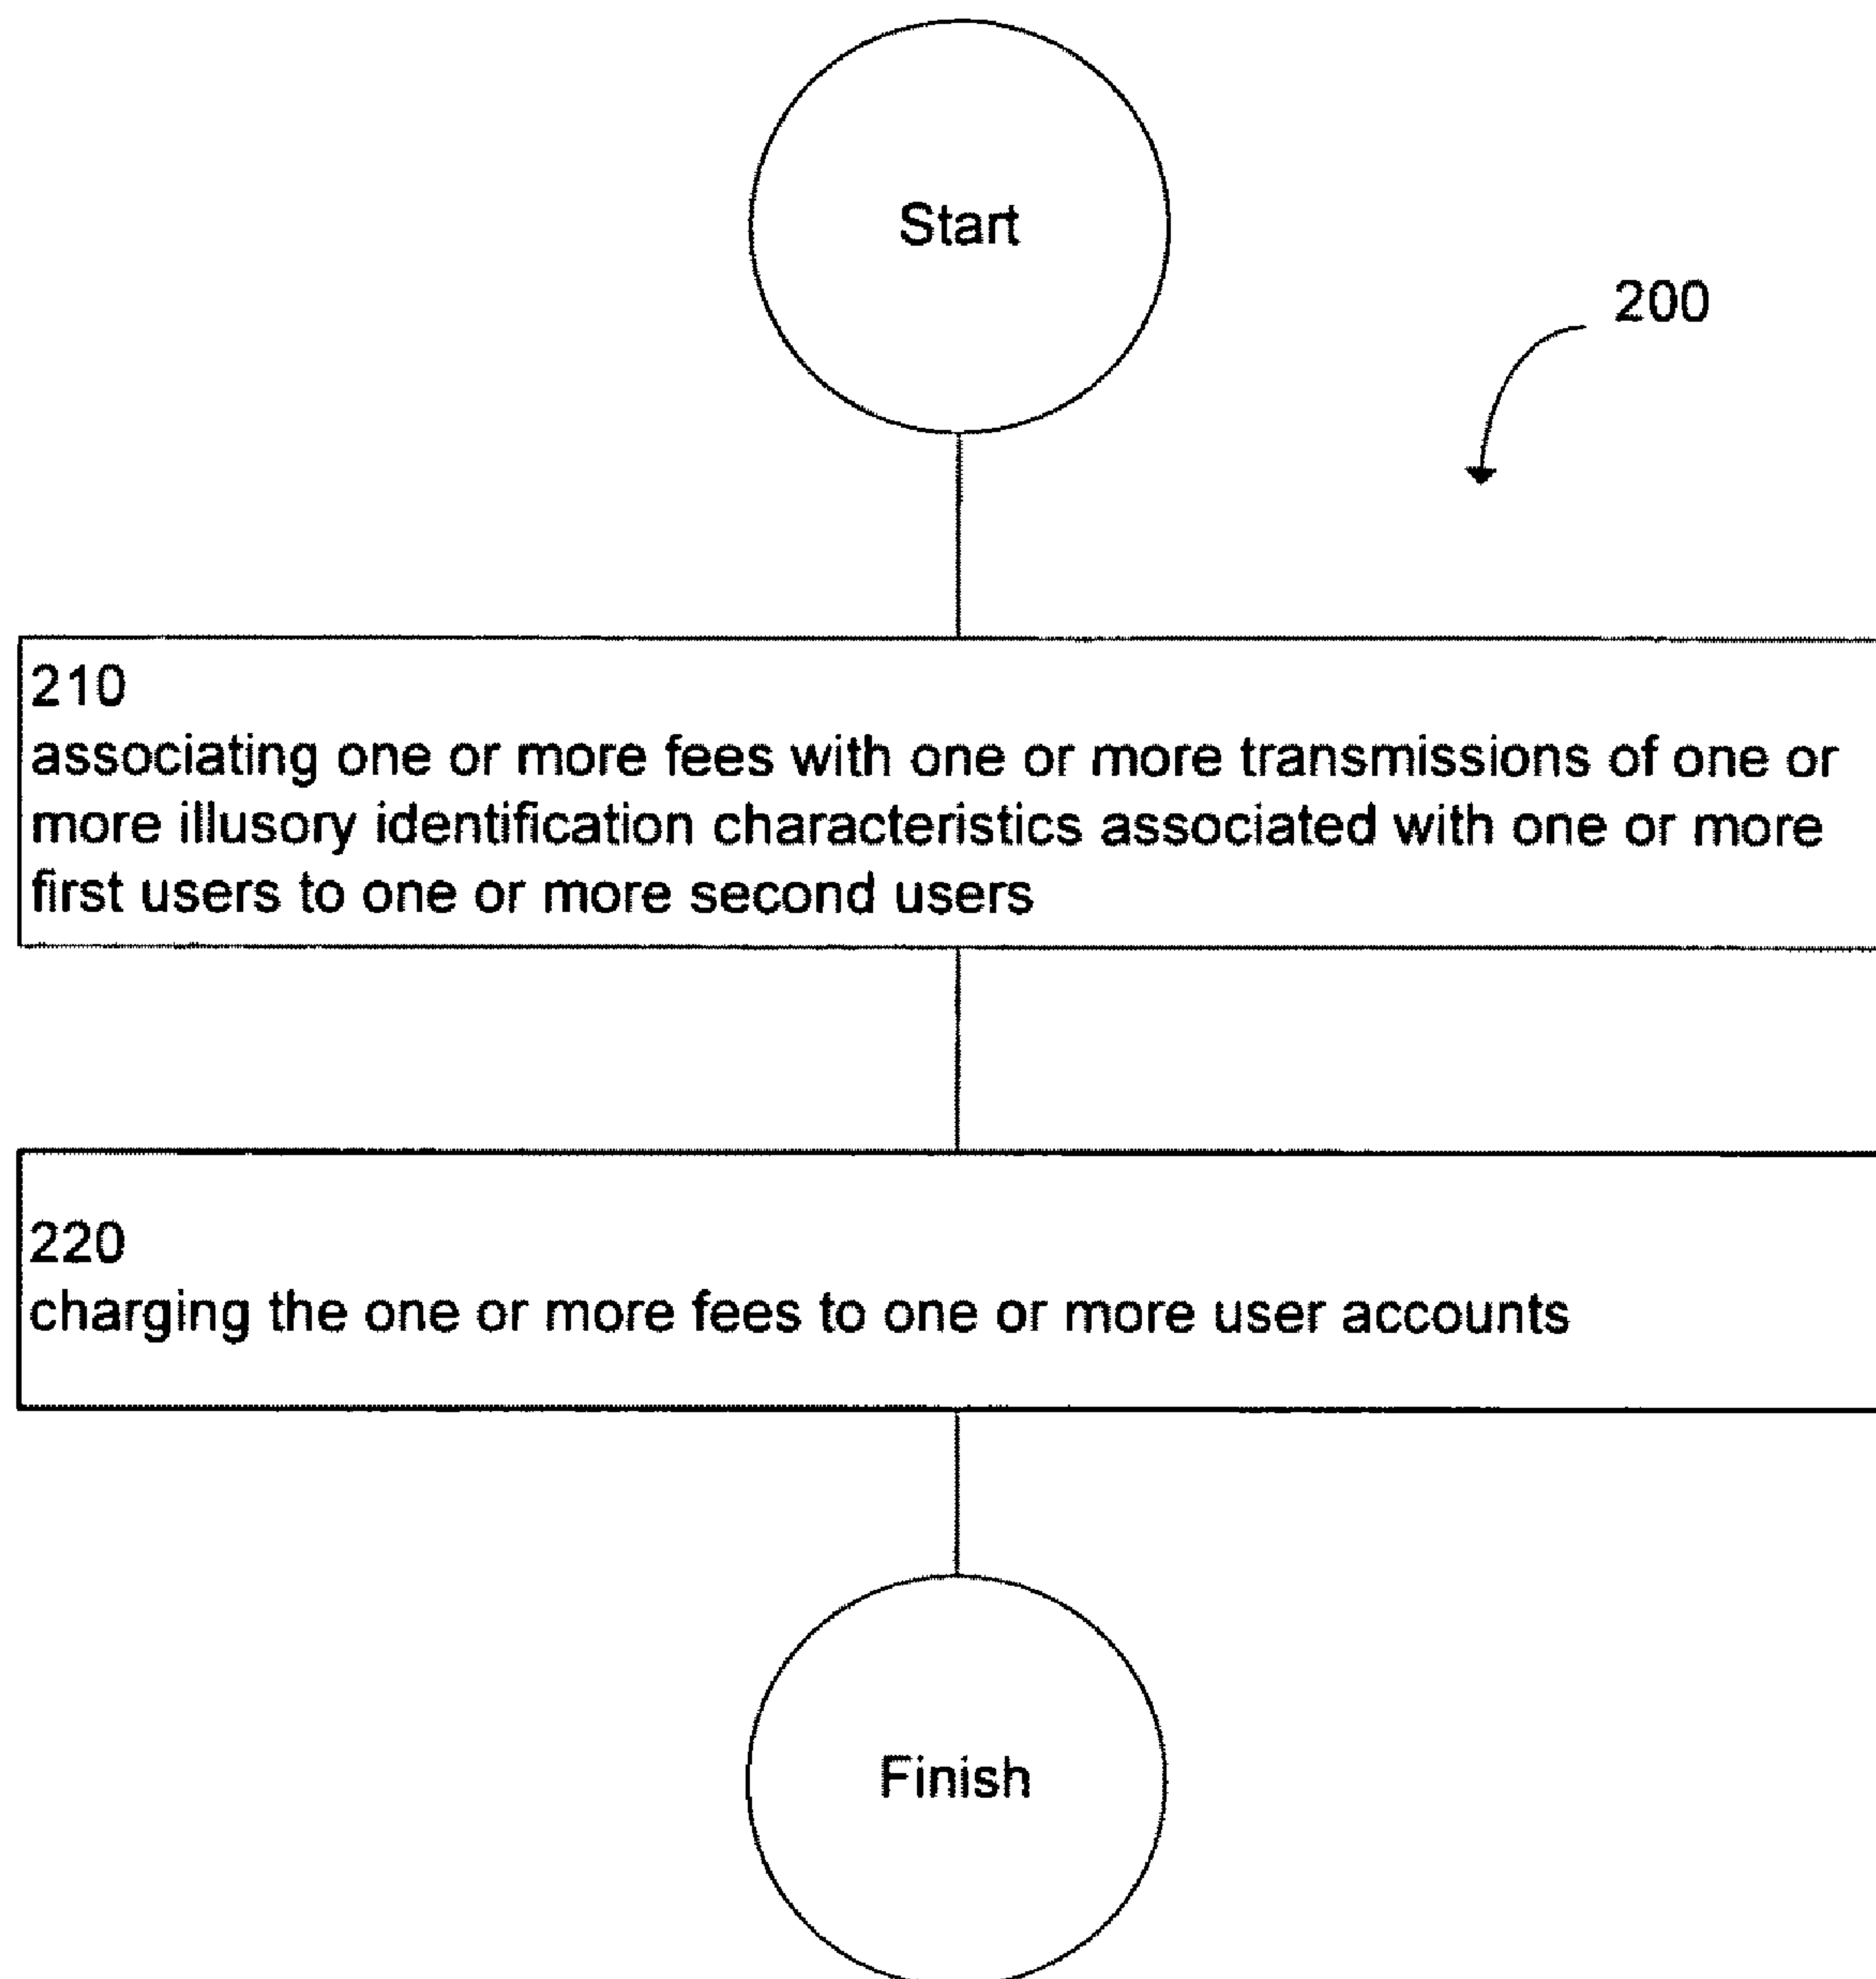 Start
200
210
associating one or more fees with one or more transmissions of one or
more illusory identification characteristics associated with one or more
first users to one or more second users
220
charging the one or more fees to one or more user accounts
Finish